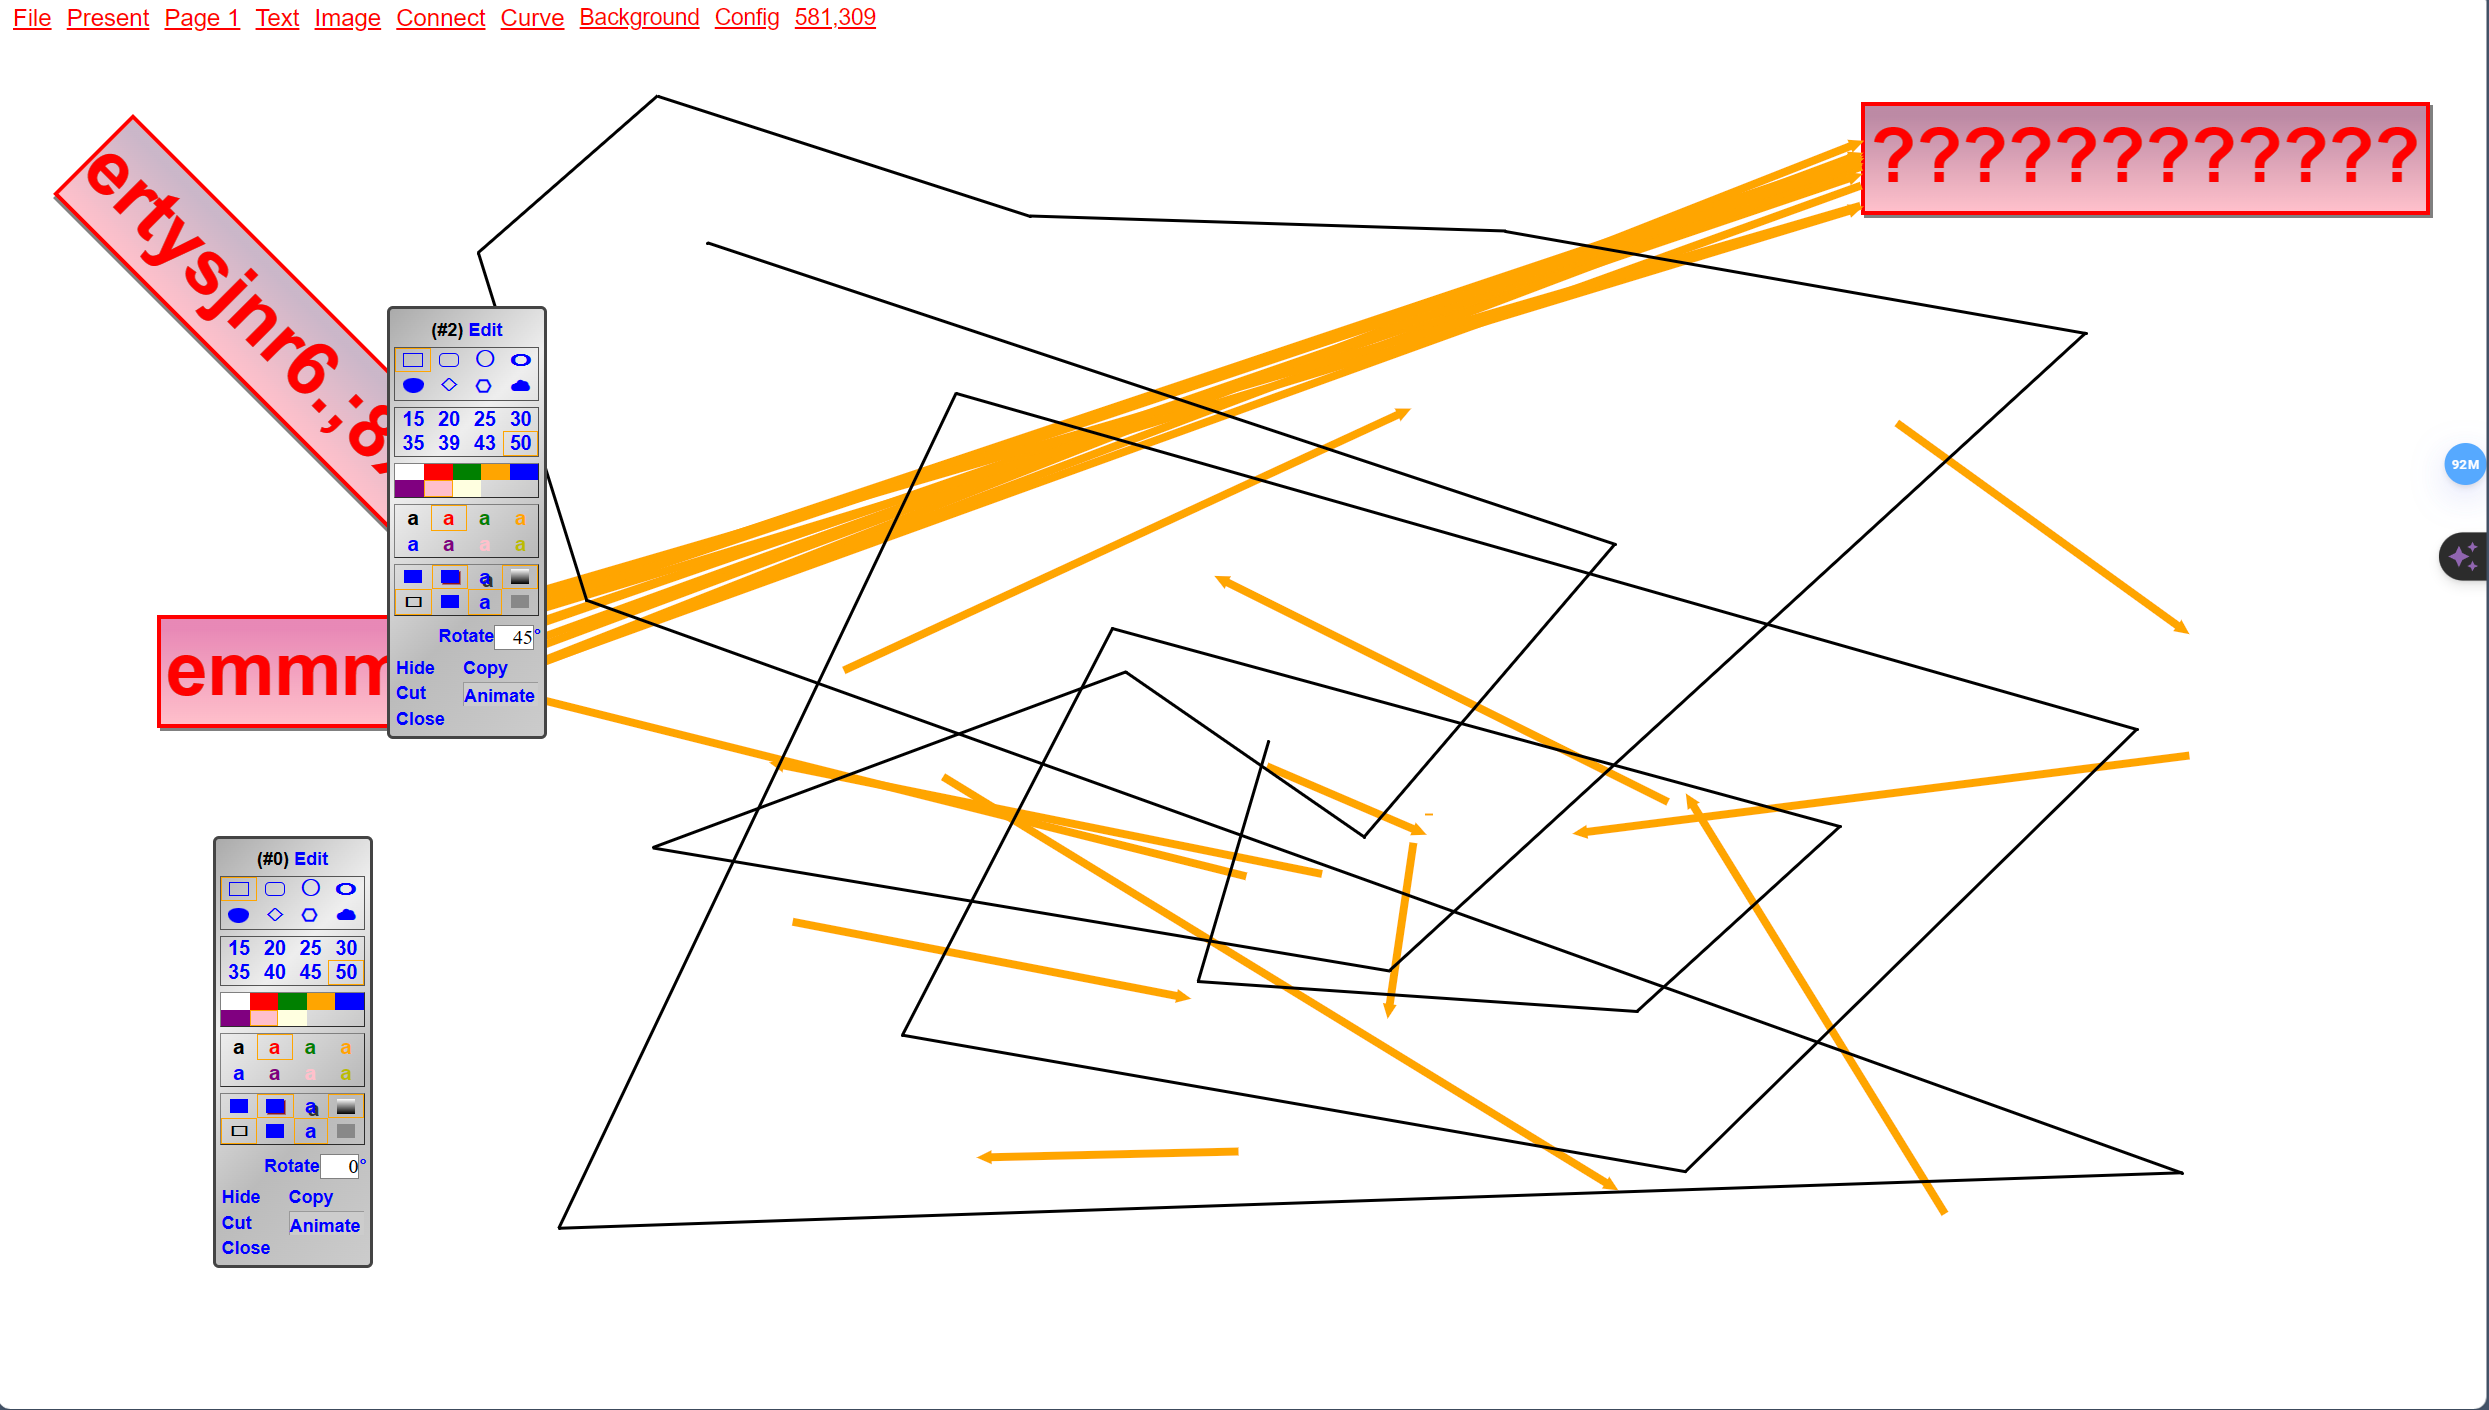 File Present Page 1 Text Image Connect Curve Background Config 581,309
????????????
ertysjnr6.,:8
emmm
(#2) Edit
15 20 25 30
35 39 43 50
a a a a
a a a a
a
a
Rotate 45°
Hide Copy
Cut Animate
Close
92M
(#0) Edit
15 20 25 30
35 40 45 50
a a a a
a a a a
a
a
Rotate 0°
Hide Copy
Cut Animate
Close